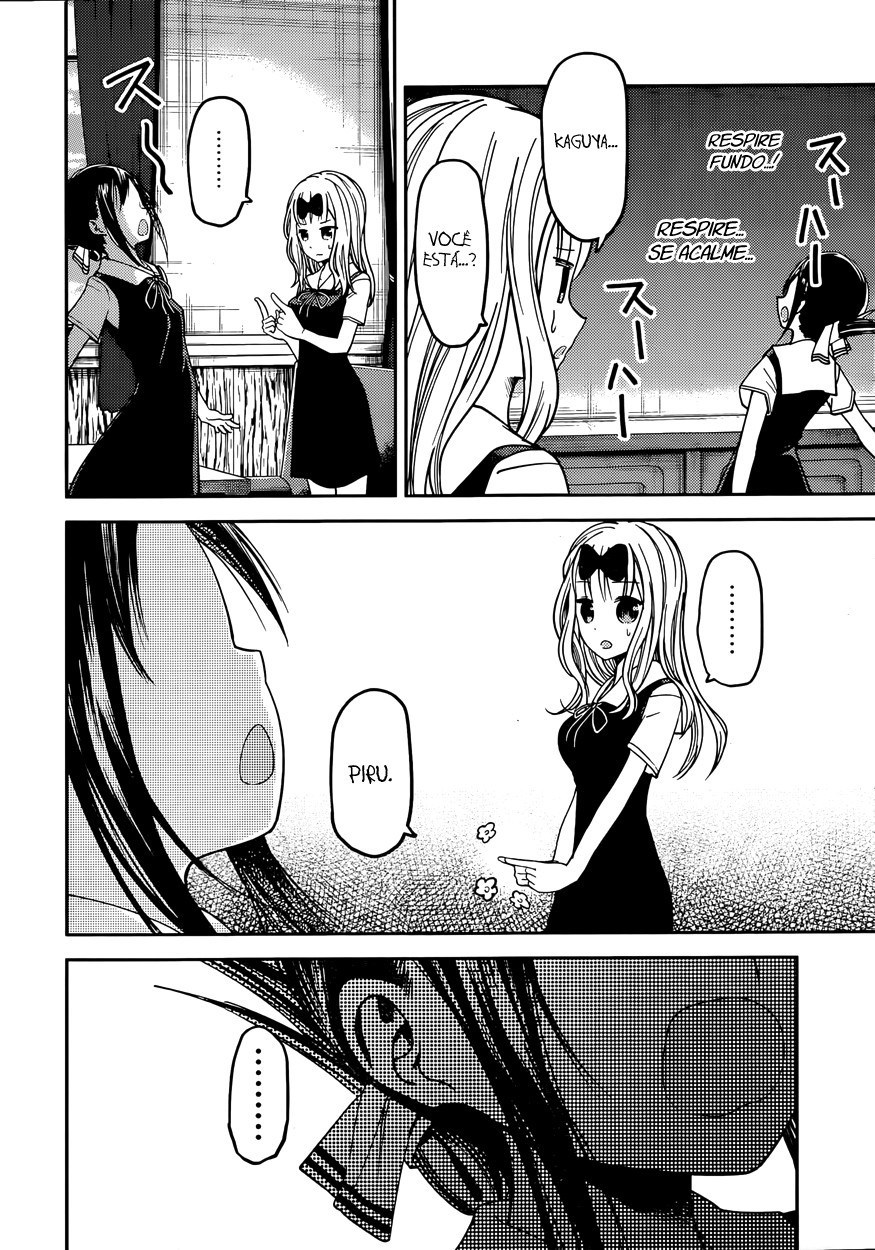 KAGUYA...
RESPIRE
FUNDO...!
スーハー
RESPIRE...
SE ACALME...
VOCÊ
ESTÁ...?
スーハー
………
スー
………
PIRU.
………